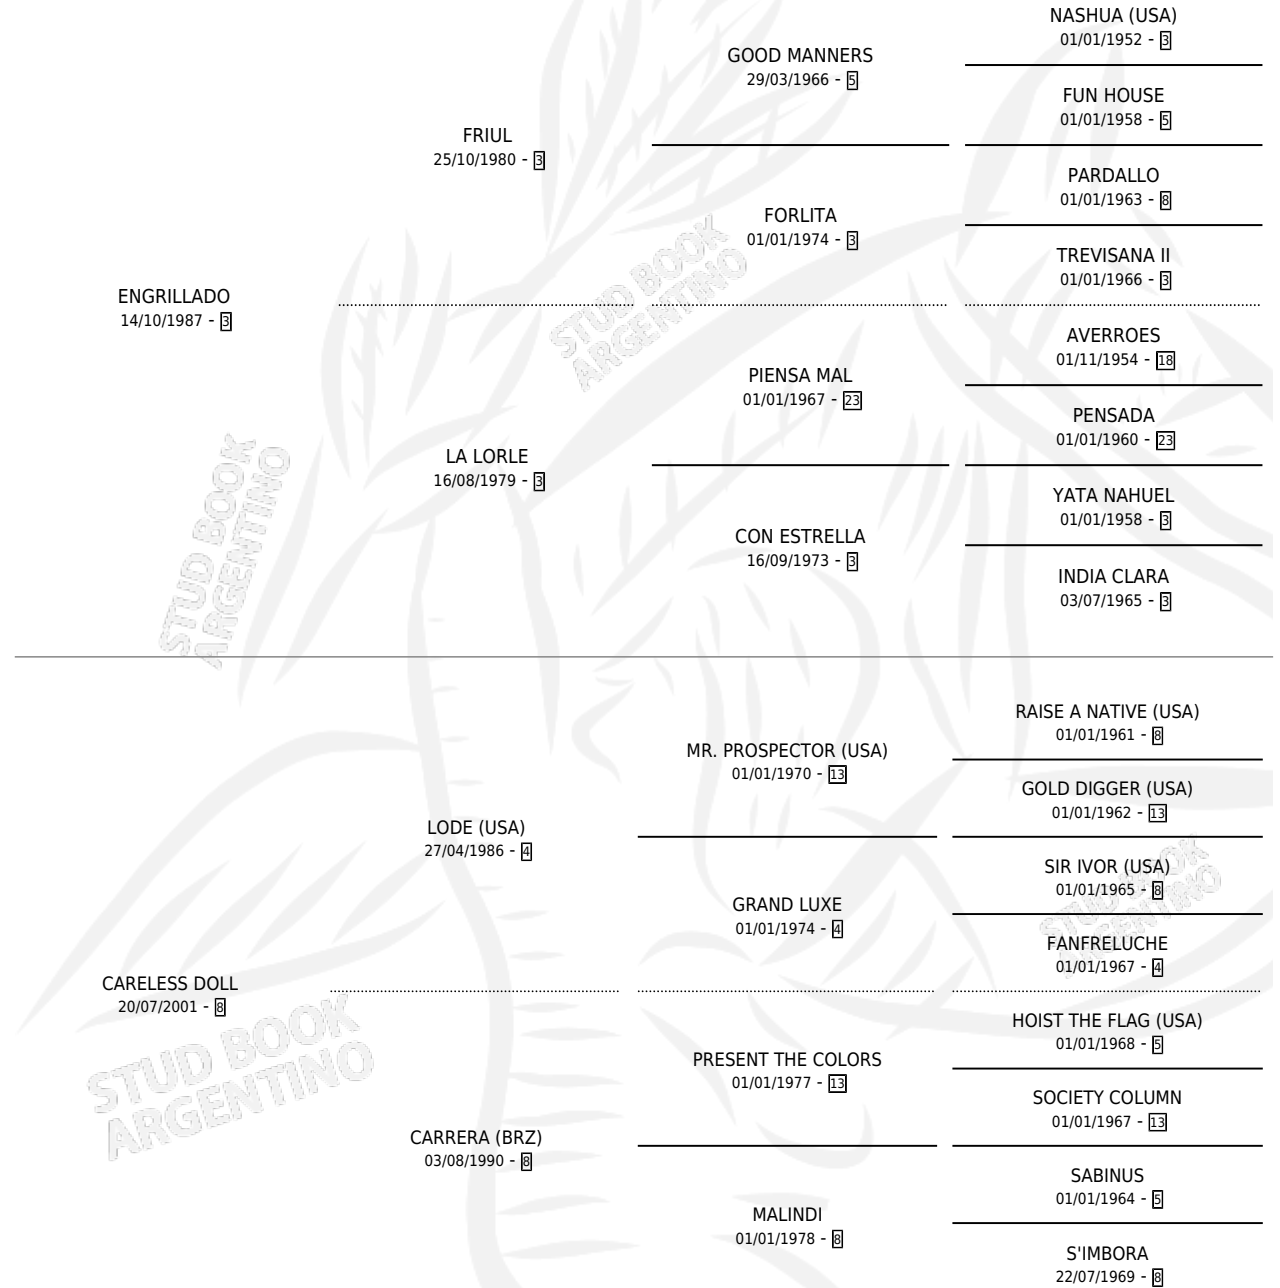 NASHUA (USA)
01/01/1952 - 3
GOOD MANNERS
29/03/1966 - 5
FUN HOUSE
01/01/1958 - 5
FRIUL
25/10/1980 - 3
PARDALLO
01/01/1963 - 8
FORLITA
01/01/1974 - 3
TREVISANA II
01/01/1966 - 3
ENGRILLADO
14/10/1987 - 3
STUD BOOK
ARGENTINO
AVERROES
01/11/1954 - 18
PIENSA MAL
01/01/1967 - 23
PENSADA
01/01/1960 - 23
LA LORLE
16/08/1979 - 3
YATA NAHUEL
01/01/1958 - 3
CON ESTRELLA
16/09/1973 - 3
INDIA CLARA
03/07/1965 - 3
STUD BOOK
ARGENTINO
RAISE A NATIVE (USA)
01/01/1961 - 8
MR. PROSPECTOR (USA)
01/01/1970 - 13
GOLD DIGGER (USA)
01/01/1962 - 13
LODE (USA)
27/04/1986 - 4
SIR IVOR (USA)
01/01/1965 - 8
GRAND LUXE
01/01/1974 - 4
FANFRELUCHE
01/01/1967 - 4
STUD BOOK
ARGENTINO
CARELESS DOLL
20/07/2001 - 8
HOIST THE FLAG (USA)
01/01/1968 - 5
PRESENT THE COLORS
01/01/1977 - 13
SOCIETY COLUMN
01/01/1967 - 13
STUD BOOK
ARGENTINO
CARRERA (BRZ)
03/08/1990 - 8
SABINUS
01/01/1964 - 5
MALINDI
01/01/1978 - 8
S'IMBORA
22/07/1969 - 8